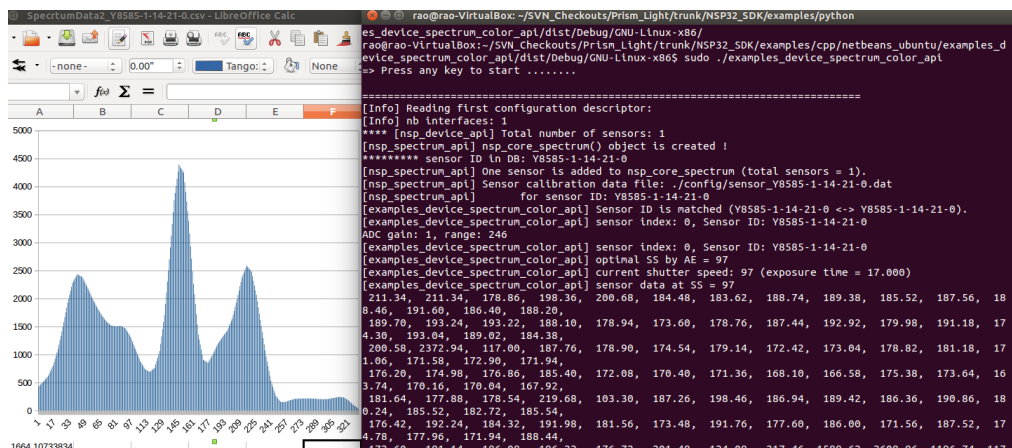 SpecrtumData2_Y8585-1-14-21-0.csv - LibreOffice Calc
-none-
0.00"
Tango:
None
f(x) Σ =
A B C D E F
5000
4500
4000
3500
3000
2500
2000
1500
1000
500
0
1 17 33 49 65 81 97 113 129 145 161 177 193 209 225 241 257 273 289 305 321
1664.10733834
rao@rao-VirtualBox: ~/SVN_Checkouts/Prism_Light/trunk/NSP32_SDK/examples/python
es_device_spectrum_color_api/dist/Debug/GNU-Linux-x86/
rao@rao-VirtualBox:~/SVN_Checkouts/Prism_Light/trunk/NSP32_SDK/examples/cpp/netbeans_ubuntu/examples_d
evice_spectrum_color_api/dist/Debug/GNU-Linux-x86$ sudo ./examples_device_spectrum_color_api
=> Press any key to start ........
===========================================================================
[Info] Reading first configuration descriptor:
[Info] nb interfaces: 1
**** [nsp_device_api] Total number of sensors: 1
[nsp_spectrum_api] nsp_core_spectrum() object is created !
********* sensor ID in DB: Y8585-1-14-21-0
[nsp_spectrum_api] One sensor is added to nsp_core_spectrum (total sensors = 1).
[nsp_spectrum_api] Sensor calibration data file: ./config/sensor_Y8585-1-14-21-0.dat
[nsp_spectrum_api] for sensor ID: Y8585-1-14-21-0
[examples_device_spectrum_color_api] Sensor ID is matched (Y8585-1-14-21-0 <-> Y8585-1-14-21-0).
[examples_device_spectrum_color_api] sensor index: 0, Sensor ID: Y8585-1-14-21-0
ADC gain: 1, range: 246
[examples_device_spectrum_color_api] sensor index: 0, Sensor ID: Y8585-1-14-21-0
[examples_device_spectrum_color_api] optimal SS by AE = 97
[examples_device_spectrum_color_api] current shutter speed: 97 (exposure time = 17.000)
[examples_device_spectrum_color_api] sensor data at SS = 97
211.34, 211.34, 178.86, 198.36, 200.68, 184.48, 183.62, 188.74, 189.38, 185.52, 187.56, 18
8.46, 191.60, 186.40, 188.20,
189.70, 193.24, 193.22, 188.10, 178.94, 173.60, 178.76, 187.44, 192.92, 179.98, 191.18, 17
4.30, 193.04, 189.02, 184.38,
200.58, 2372.94, 117.00, 187.76, 178.90, 174.54, 179.14, 172.42, 173.04, 178.82, 181.18, 17
1.06, 171.58, 172.90, 171.94,
176.20, 174.98, 176.86, 185.40, 172.08, 170.40, 171.36, 168.10, 166.58, 175.38, 173.64, 16
3.74, 170.16, 170.04, 167.92,
181.64, 177.88, 178.54, 219.68, 103.30, 187.26, 198.46, 186.94, 189.42, 186.36, 190.86, 18
0.24, 185.52, 182.72, 185.54,
176.42, 192.24, 184.32, 191.98, 181.56, 173.48, 191.76, 177.60, 186.00, 171.56, 187.52, 17
4.78, 177.96, 171.94, 188.44,